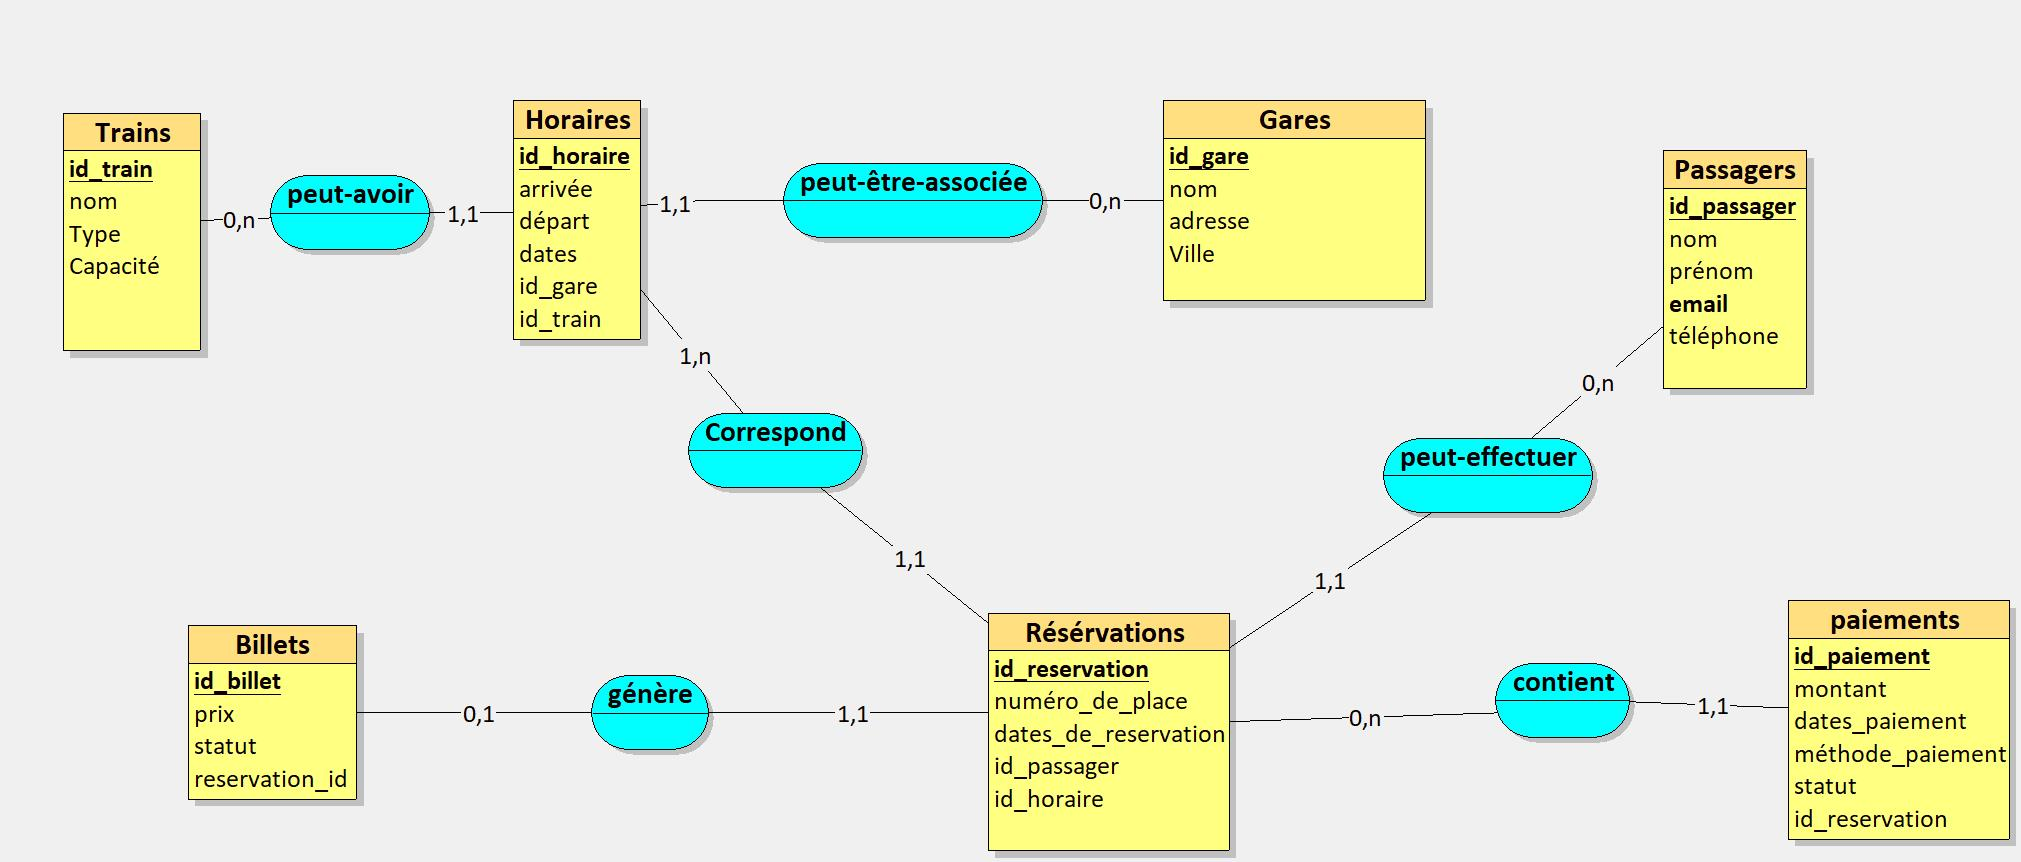 Trains
id_train
nom
Type
Capacité
0,n
peut-avoir
1,1
Horaires
id_horaire
arrivée
départ
dates
id_gare
id_train
1,1
peut-être-associée
0,n
Gares
id_gare
nom
adresse
Ville
Passagers
id_passager
nom
prénom
email
téléphone
1,n
Correspond
1,1
0,n
peut-effectuer
1,1
Billets
id_billet
prix
statut
reservation_id
0,1
génère
1,1
Résérvations
id_reservation
numéro_de_place
dates_de_reservation
id_passager
id_horaire
0,n
contient
1,1
paiements
id_paiement
montant
dates_paiement
méthode_paiement
statut
id_reservation